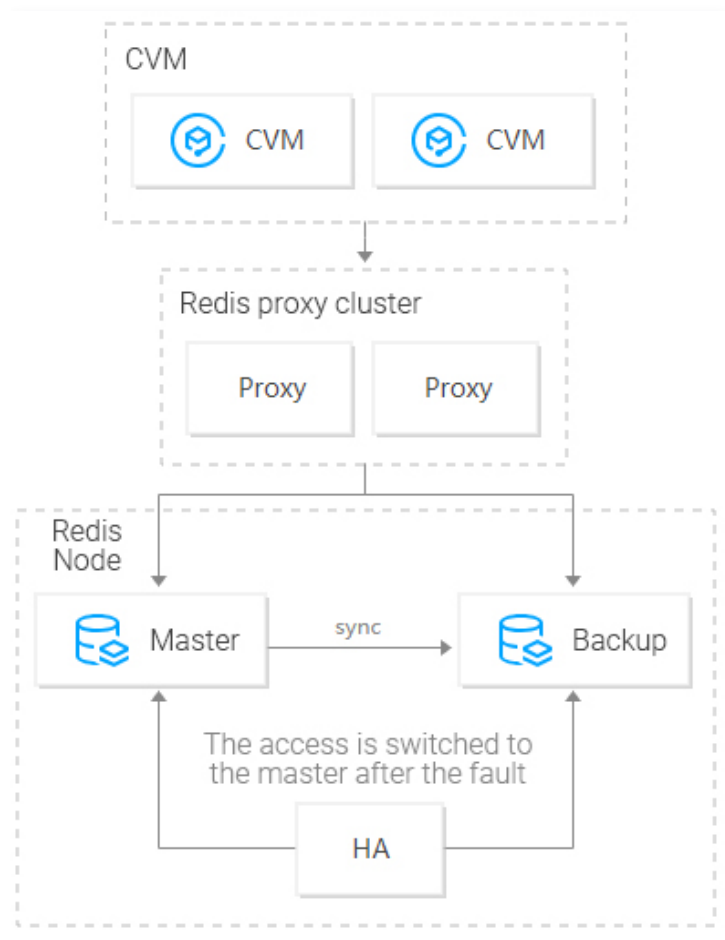 CVM
CVM
CVM
Redis proxy cluster
Proxy
Proxy
Redis
Node
Master
sync
Backup
The access is switched to
the master after the fault
HA